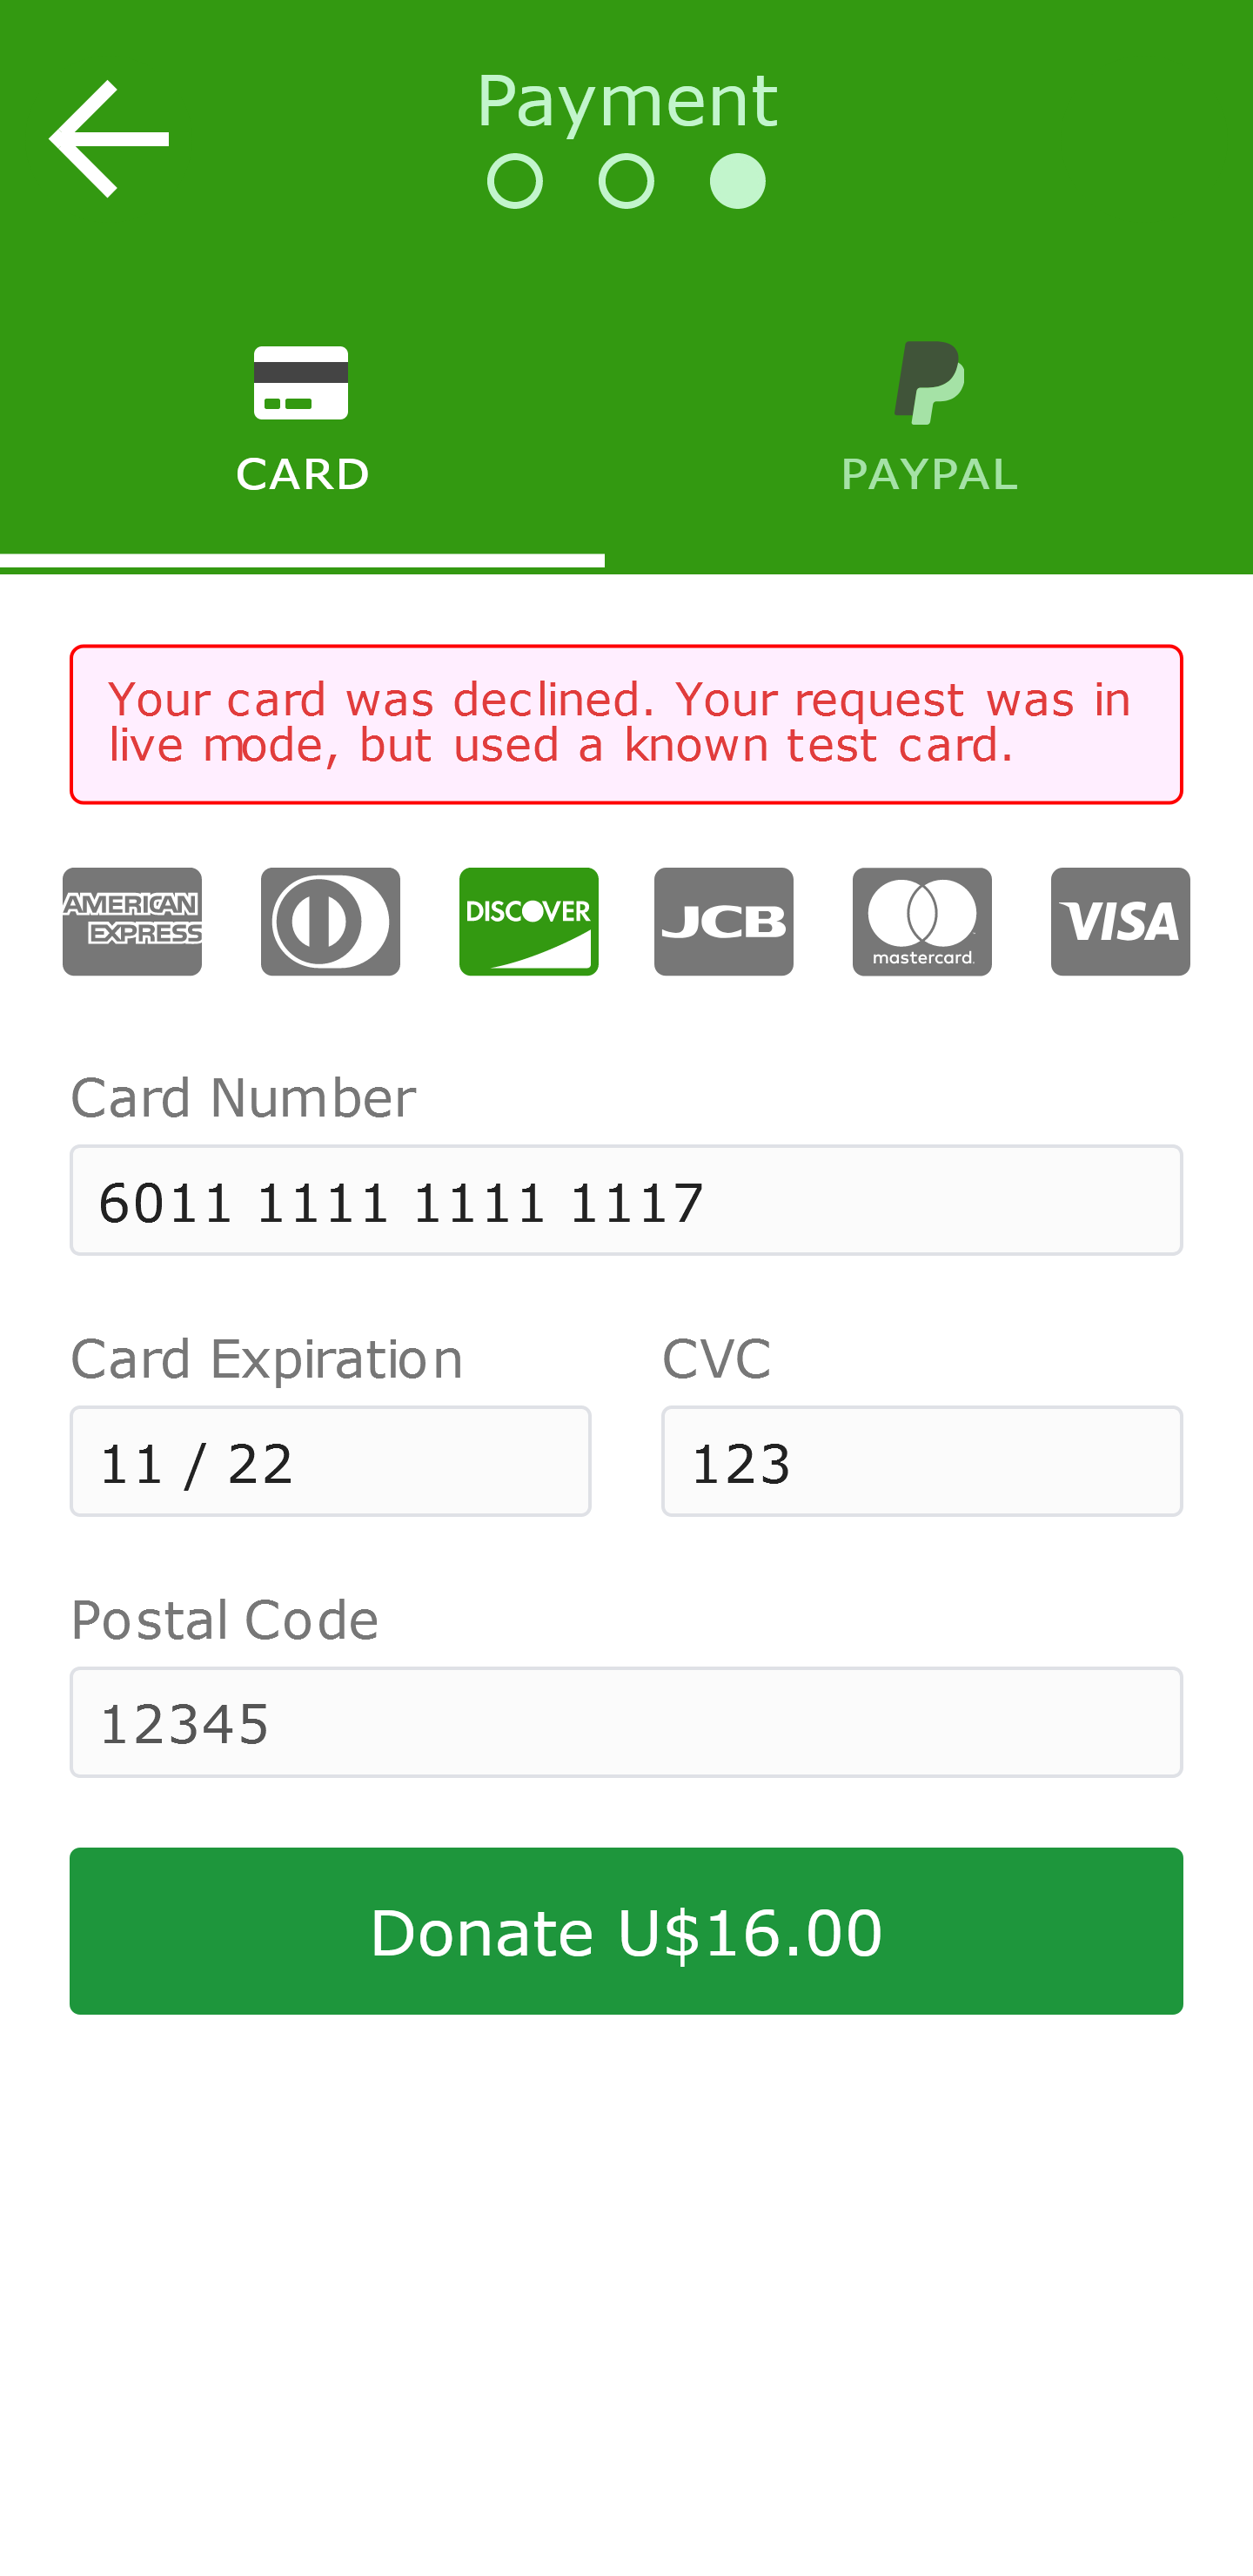 Payment
CARD
PAYPAL
Your card was declined. Your request was in
live mode, but used a known test card.
AMERICAN
EXPRESS
DISCOVER
JCB
mastercard.
VISA
Card Number
6011 1111 1111 1117
Card Expiration
CVC
11 / 22
123
Postal Code
12345
Donate U$16.00